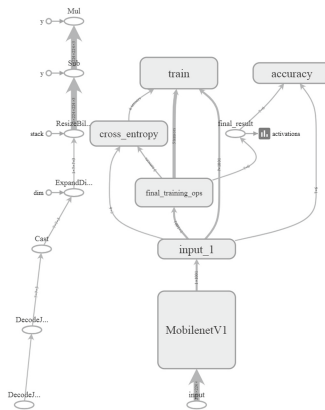 Mul
y
Sub
y
ResizeBil...
stack
ExpandDi...
dim
Cast
DecodeJ...
DecodeJ...
train
accuracy
cross_entropy
final_result
activations
final_training_ops
input_1
MobilenetV1
input